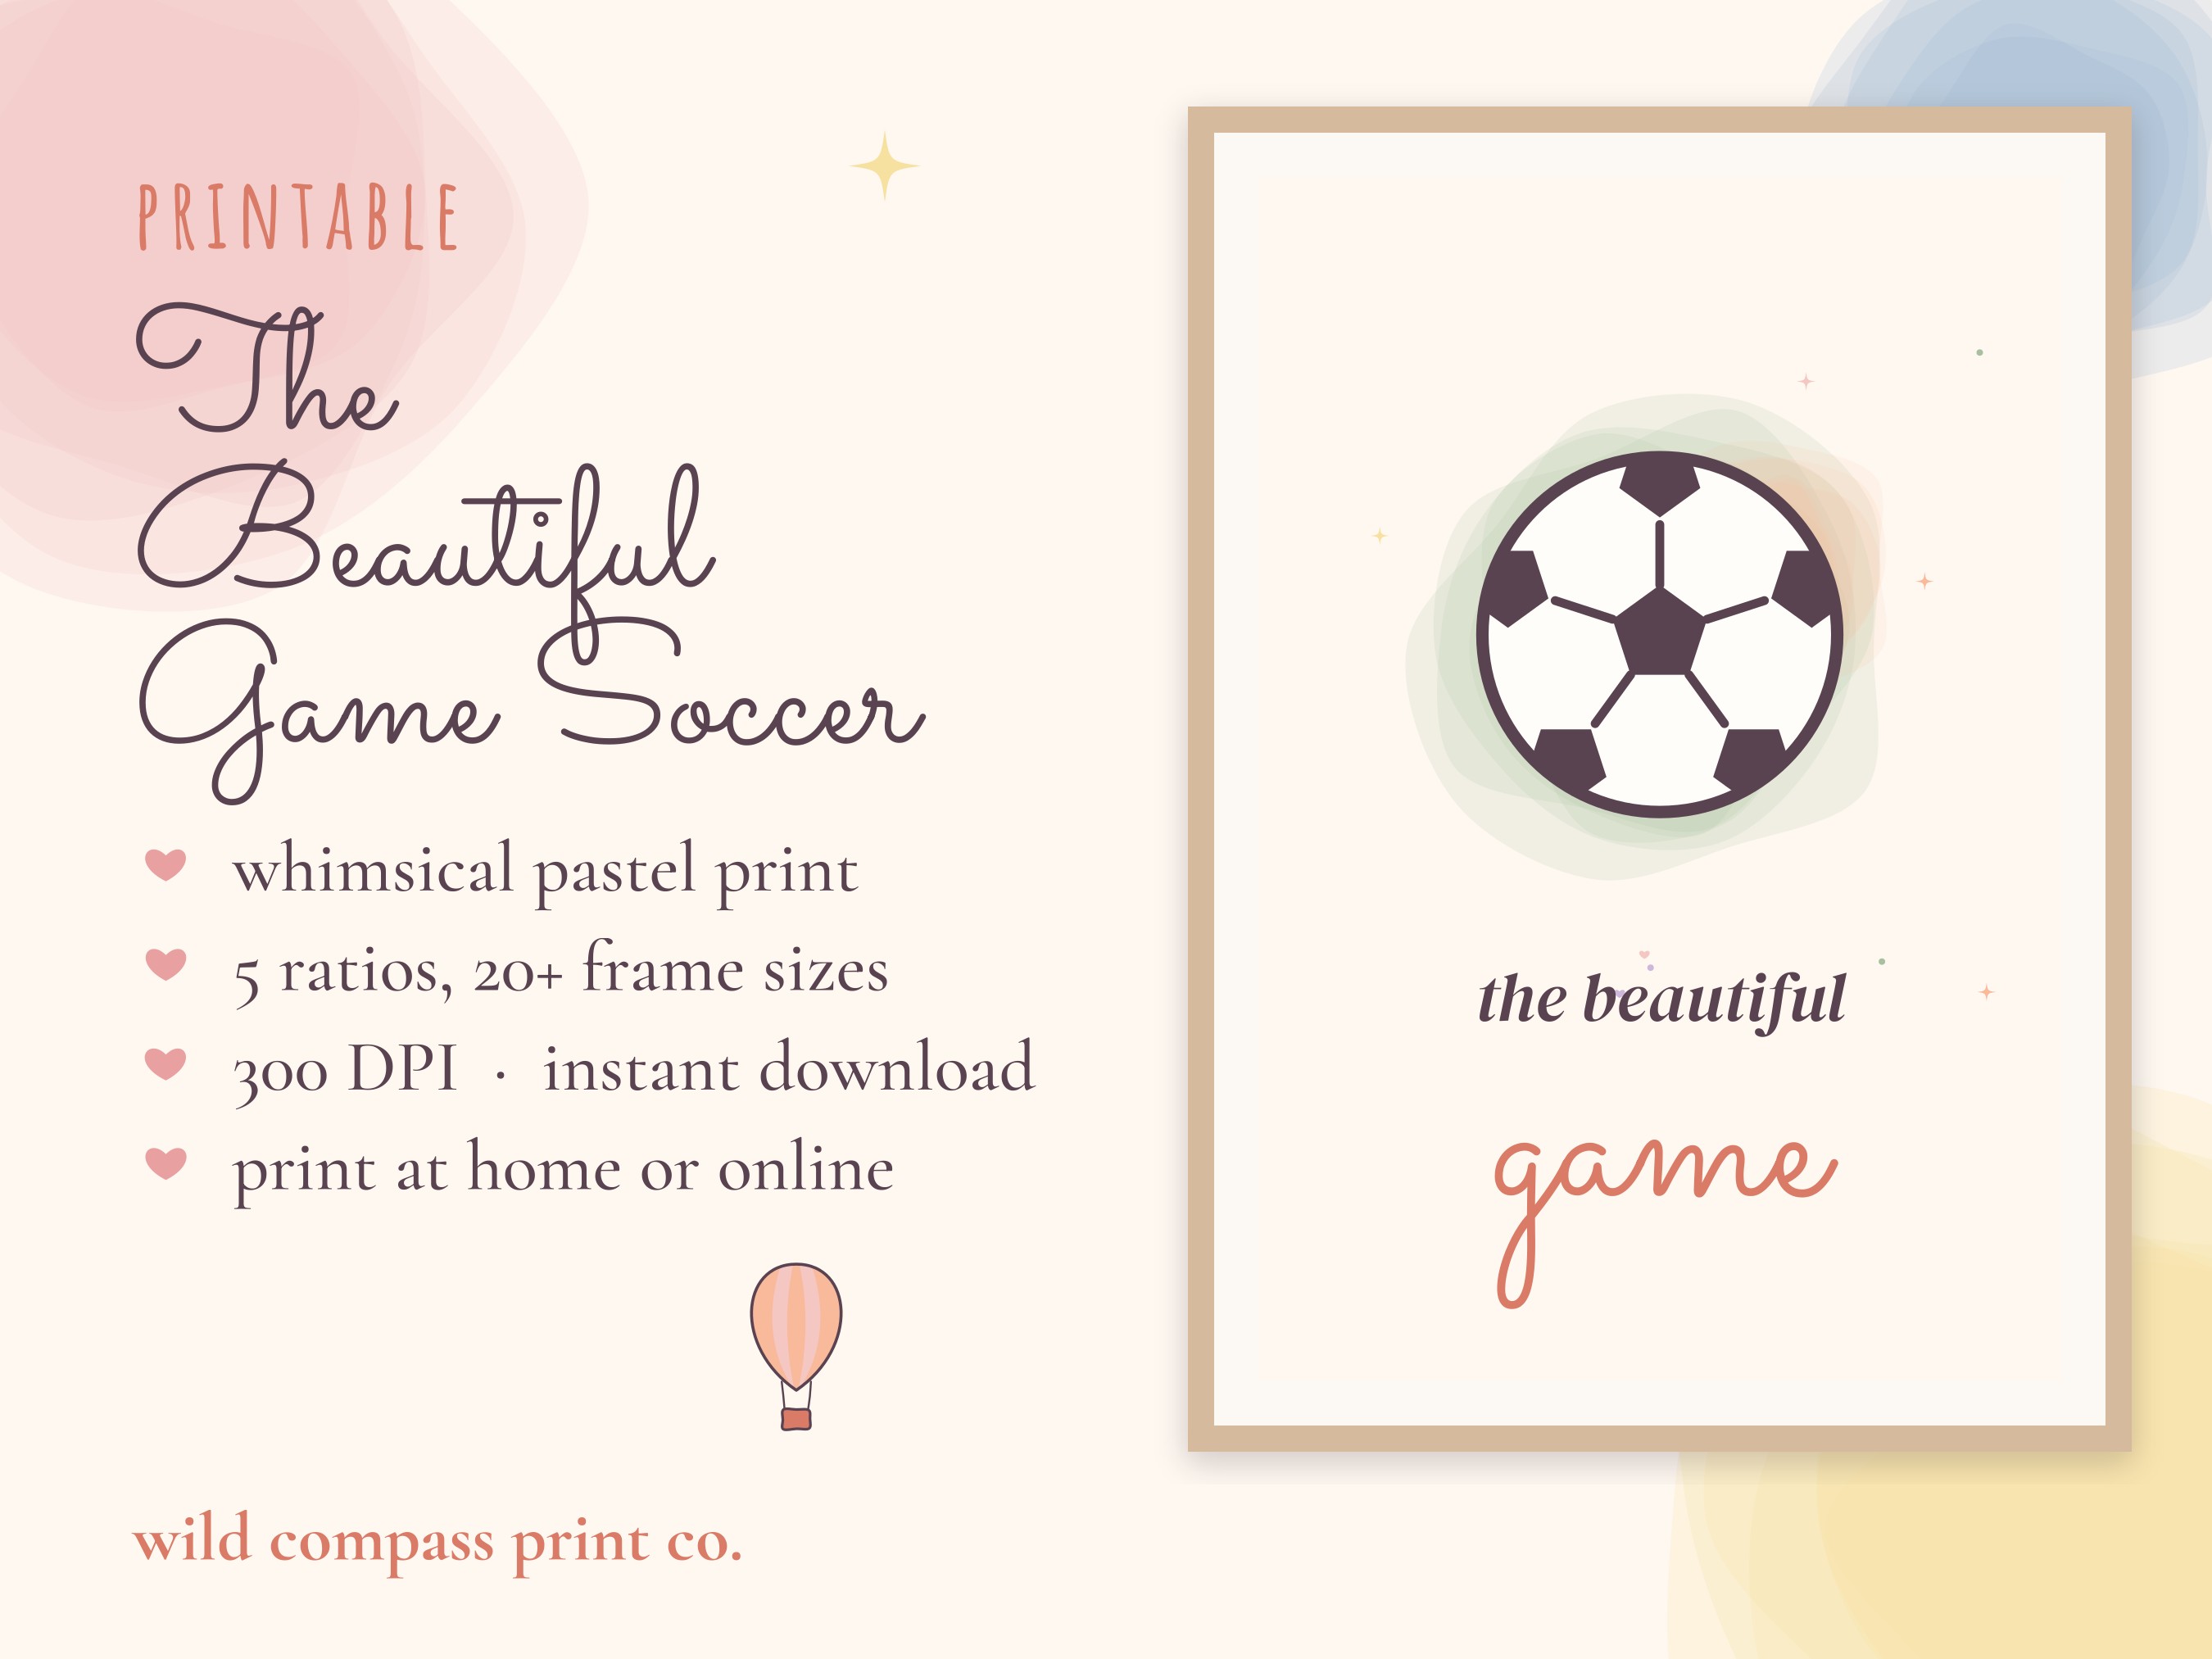 PRINTABLE
The
Beautiful
Game Soccer
whimsical pastel print
5 ratios, 20+ frame sizes
300 DPI · instant download
print at home or online
wild compass print co.
the beautiful
game